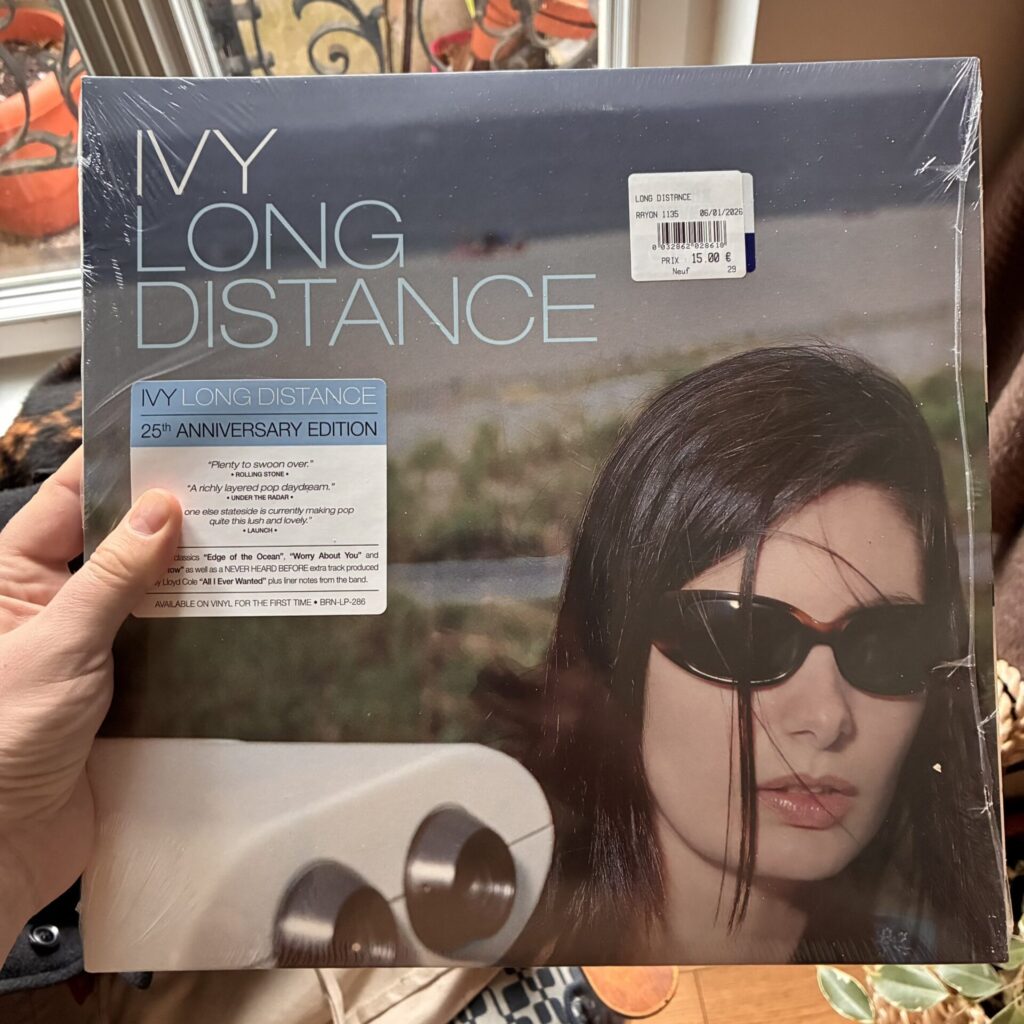 IVY
LONG
DISTANCE
LONG DISTANCE
RAYON 1135 06/01/2026
0 032862 028618
PRIX : 15.00 €
Neuf 29
IVY LONG DISTANCE
25th ANNIVERSARY EDITION
“Plenty to swoon over.”
• ROLLING STONE •
“A richly layered pop daydream.”
• UNDER THE RADAR •
one else stateside is currently making pop
quite this lush and lovely.”
• LAUNCH •
classics “Edge of the Ocean”, “Worry About You” and
as well as a NEVER HEARD BEFORE extra track produced
Lloyd Cole “All I Ever Wanted” plus liner notes from the band.
AVAILABLE ON VINYL FOR THE FIRST TIME • BRN-LP-286